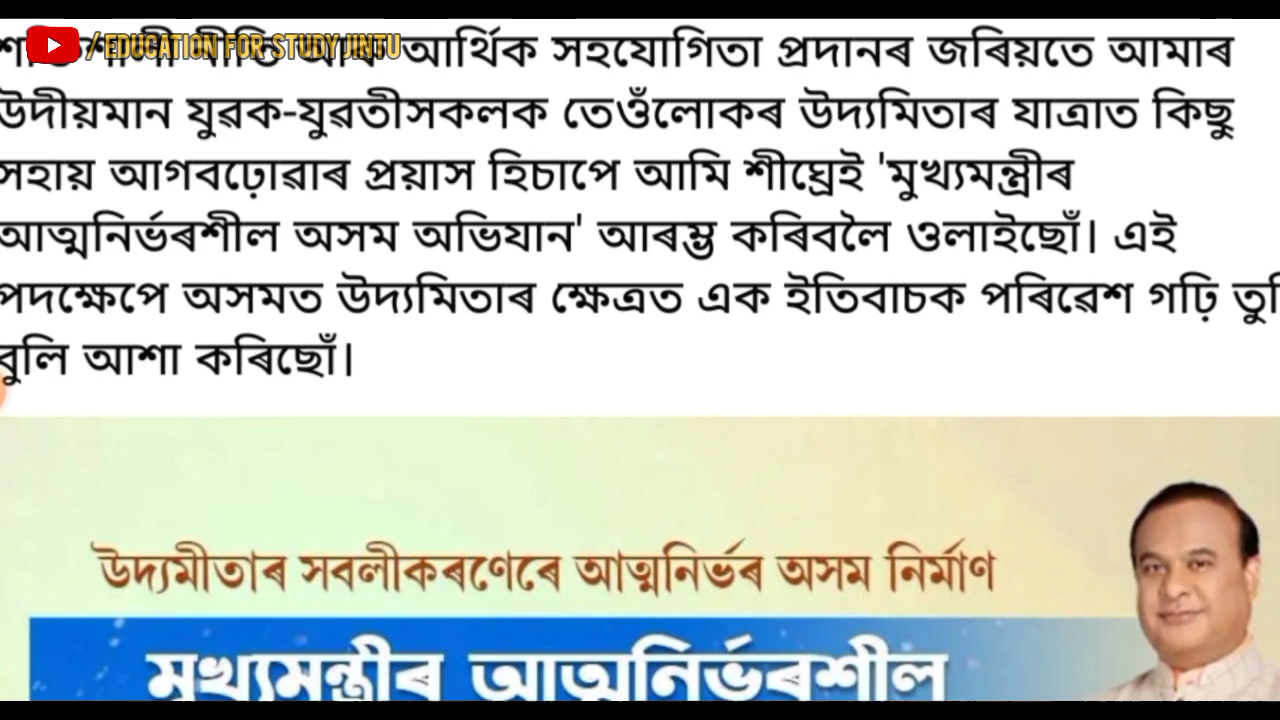 / EDUCATION FOR STUDY JINTU
আৰ্থিক সহযোগিতা প্ৰদানৰ জৰিয়তে আমাৰ
উদীয়মান যুৱক-যুৱতীসকলক তেওঁলোকৰ উদ্যমিতাৰ যাত্ৰাত কিছু
সহায় আগবঢ়োৱাৰ প্ৰয়াস হিচাপে আমি শীঘ্ৰেই 'মুখ্যমন্ত্ৰীৰ
আত্মনিৰ্ভৰশীল অসম অভিযান' আৰম্ভ কৰিবলৈ ওলাইছোঁ। এই
পদক্ষেপে অসমত উদ্যমিতাৰ ক্ষেত্ৰত এক ইতিবাচক পৰিৱেশ গঢ়ি
বুলি আশা কৰিছোঁ।
উদ্যমীতাৰ সবলীকৰণেৰে আত্মনিৰ্ভৰ অসম নিৰ্মাণ
মুখ্যমন্ত্ৰীৰ আত্মনিৰ্ভৰশীল